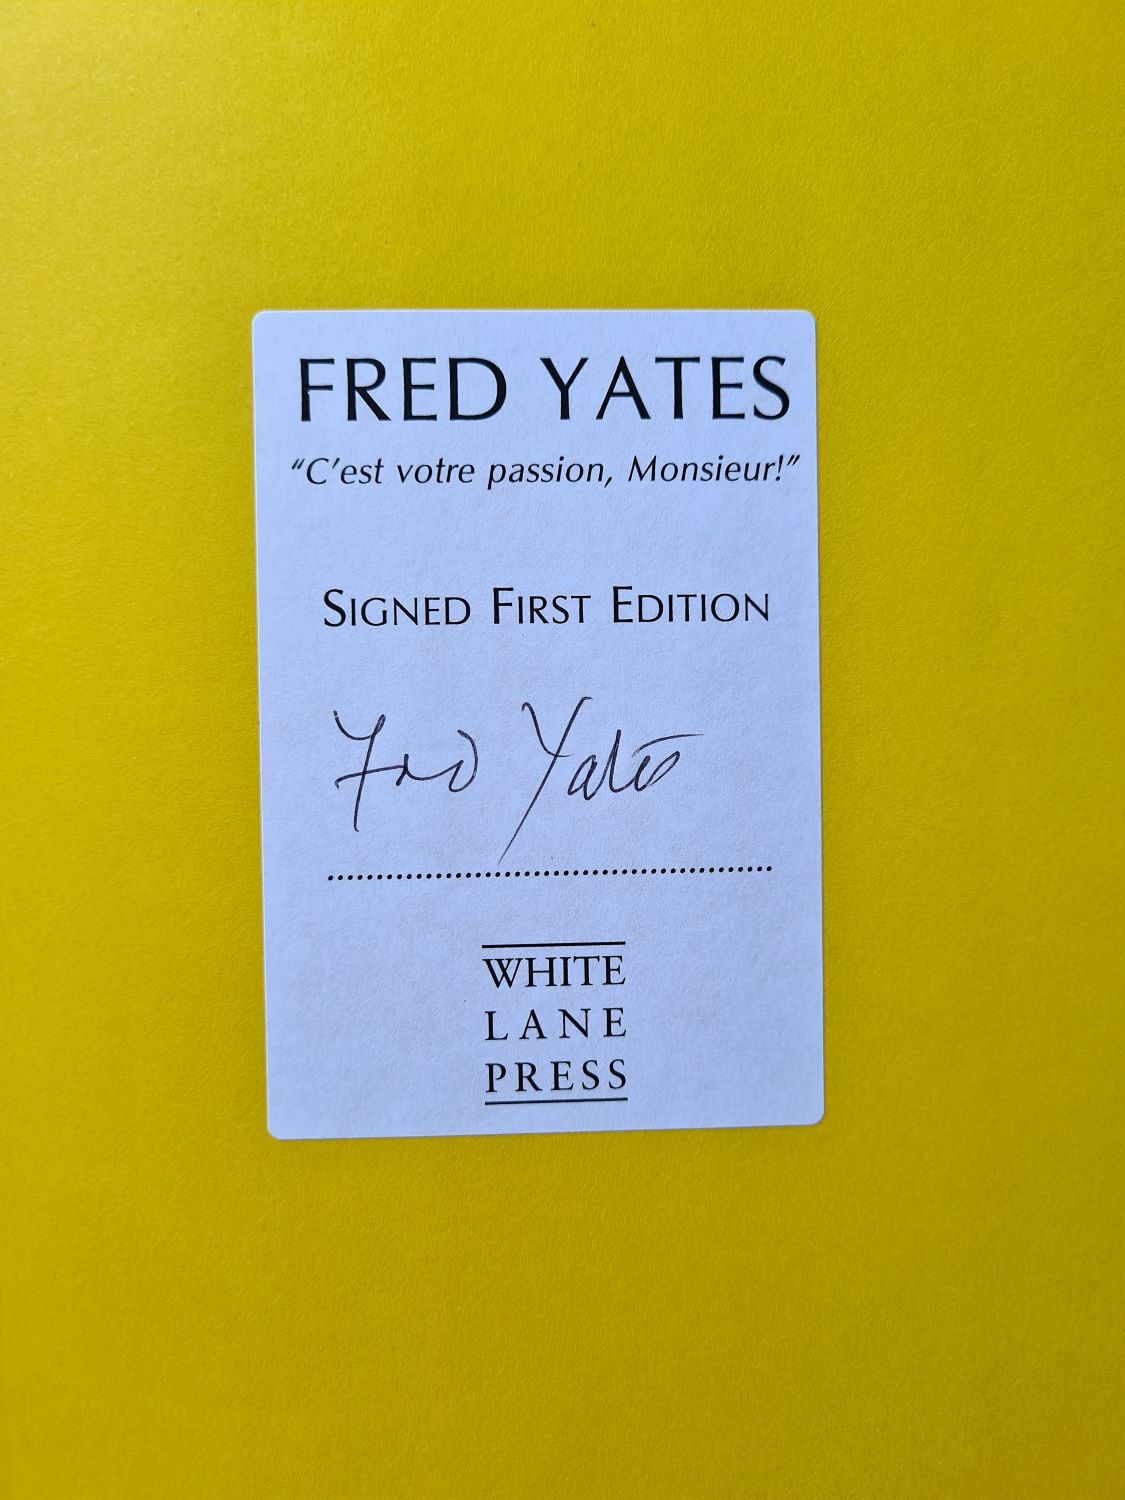 FRED YATES
"C'est votre passion, Monsieur!"
SIGNED FIRST EDITION
Fred Yates
WHITE
LANE
PRESS